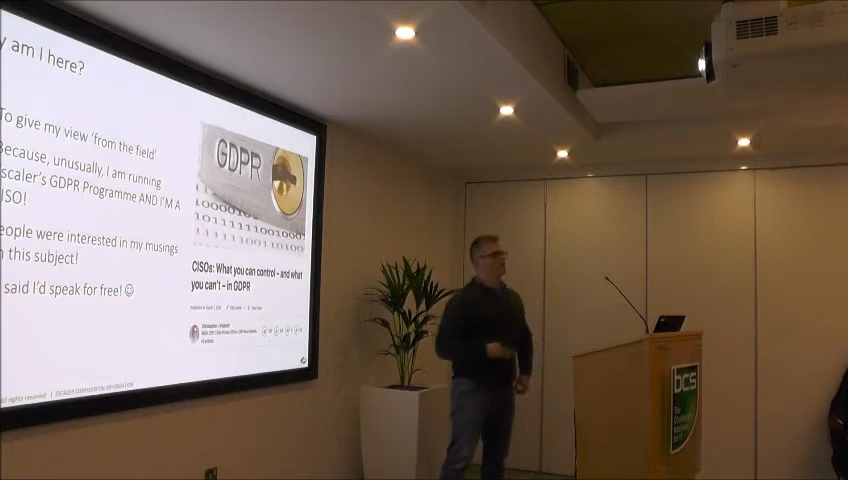 y am I here?
To give my view 'from the field'
Because, unusually, I am running
scaler's GDPR Programme AND I'M A
ISO!
eople were interested in my musings
n this subject!
said I'd speak for free! ☺
GDPR
CISOs: What you can control – and what
you can't – in GDPR
All rights reserved. | ZSCALER CONFIDENTIAL INFORMATION
bcs